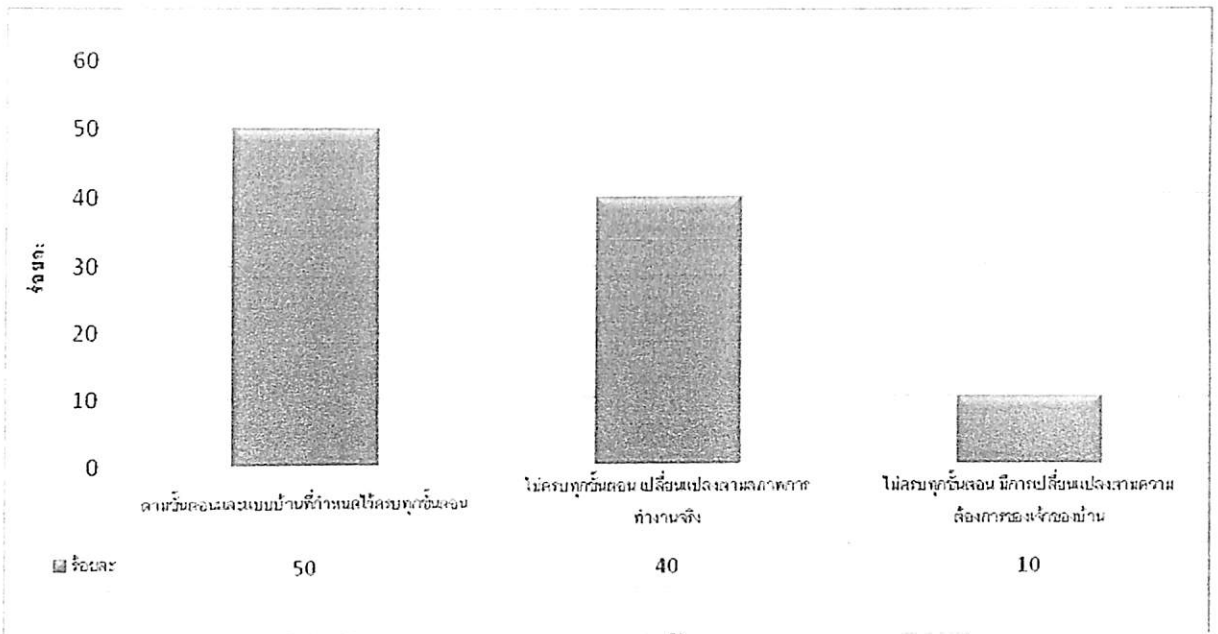 60
50
40
30
20
10
0
ร้อยละ
ตามขั้นตอนและแบบบ้านที่กำหนดไว้ครบทุกขั้นตอน
ไม่ครบทุกขั้นตอน เปลี่ยนแปลงตามสภาพการ
ทำงานจริง
ไม่ครบทุกขั้นตอน มีการเปลี่ยนแปลงตามความ
ต้องการของเจ้าของบ้าน
ร้อยละ 50 40 10